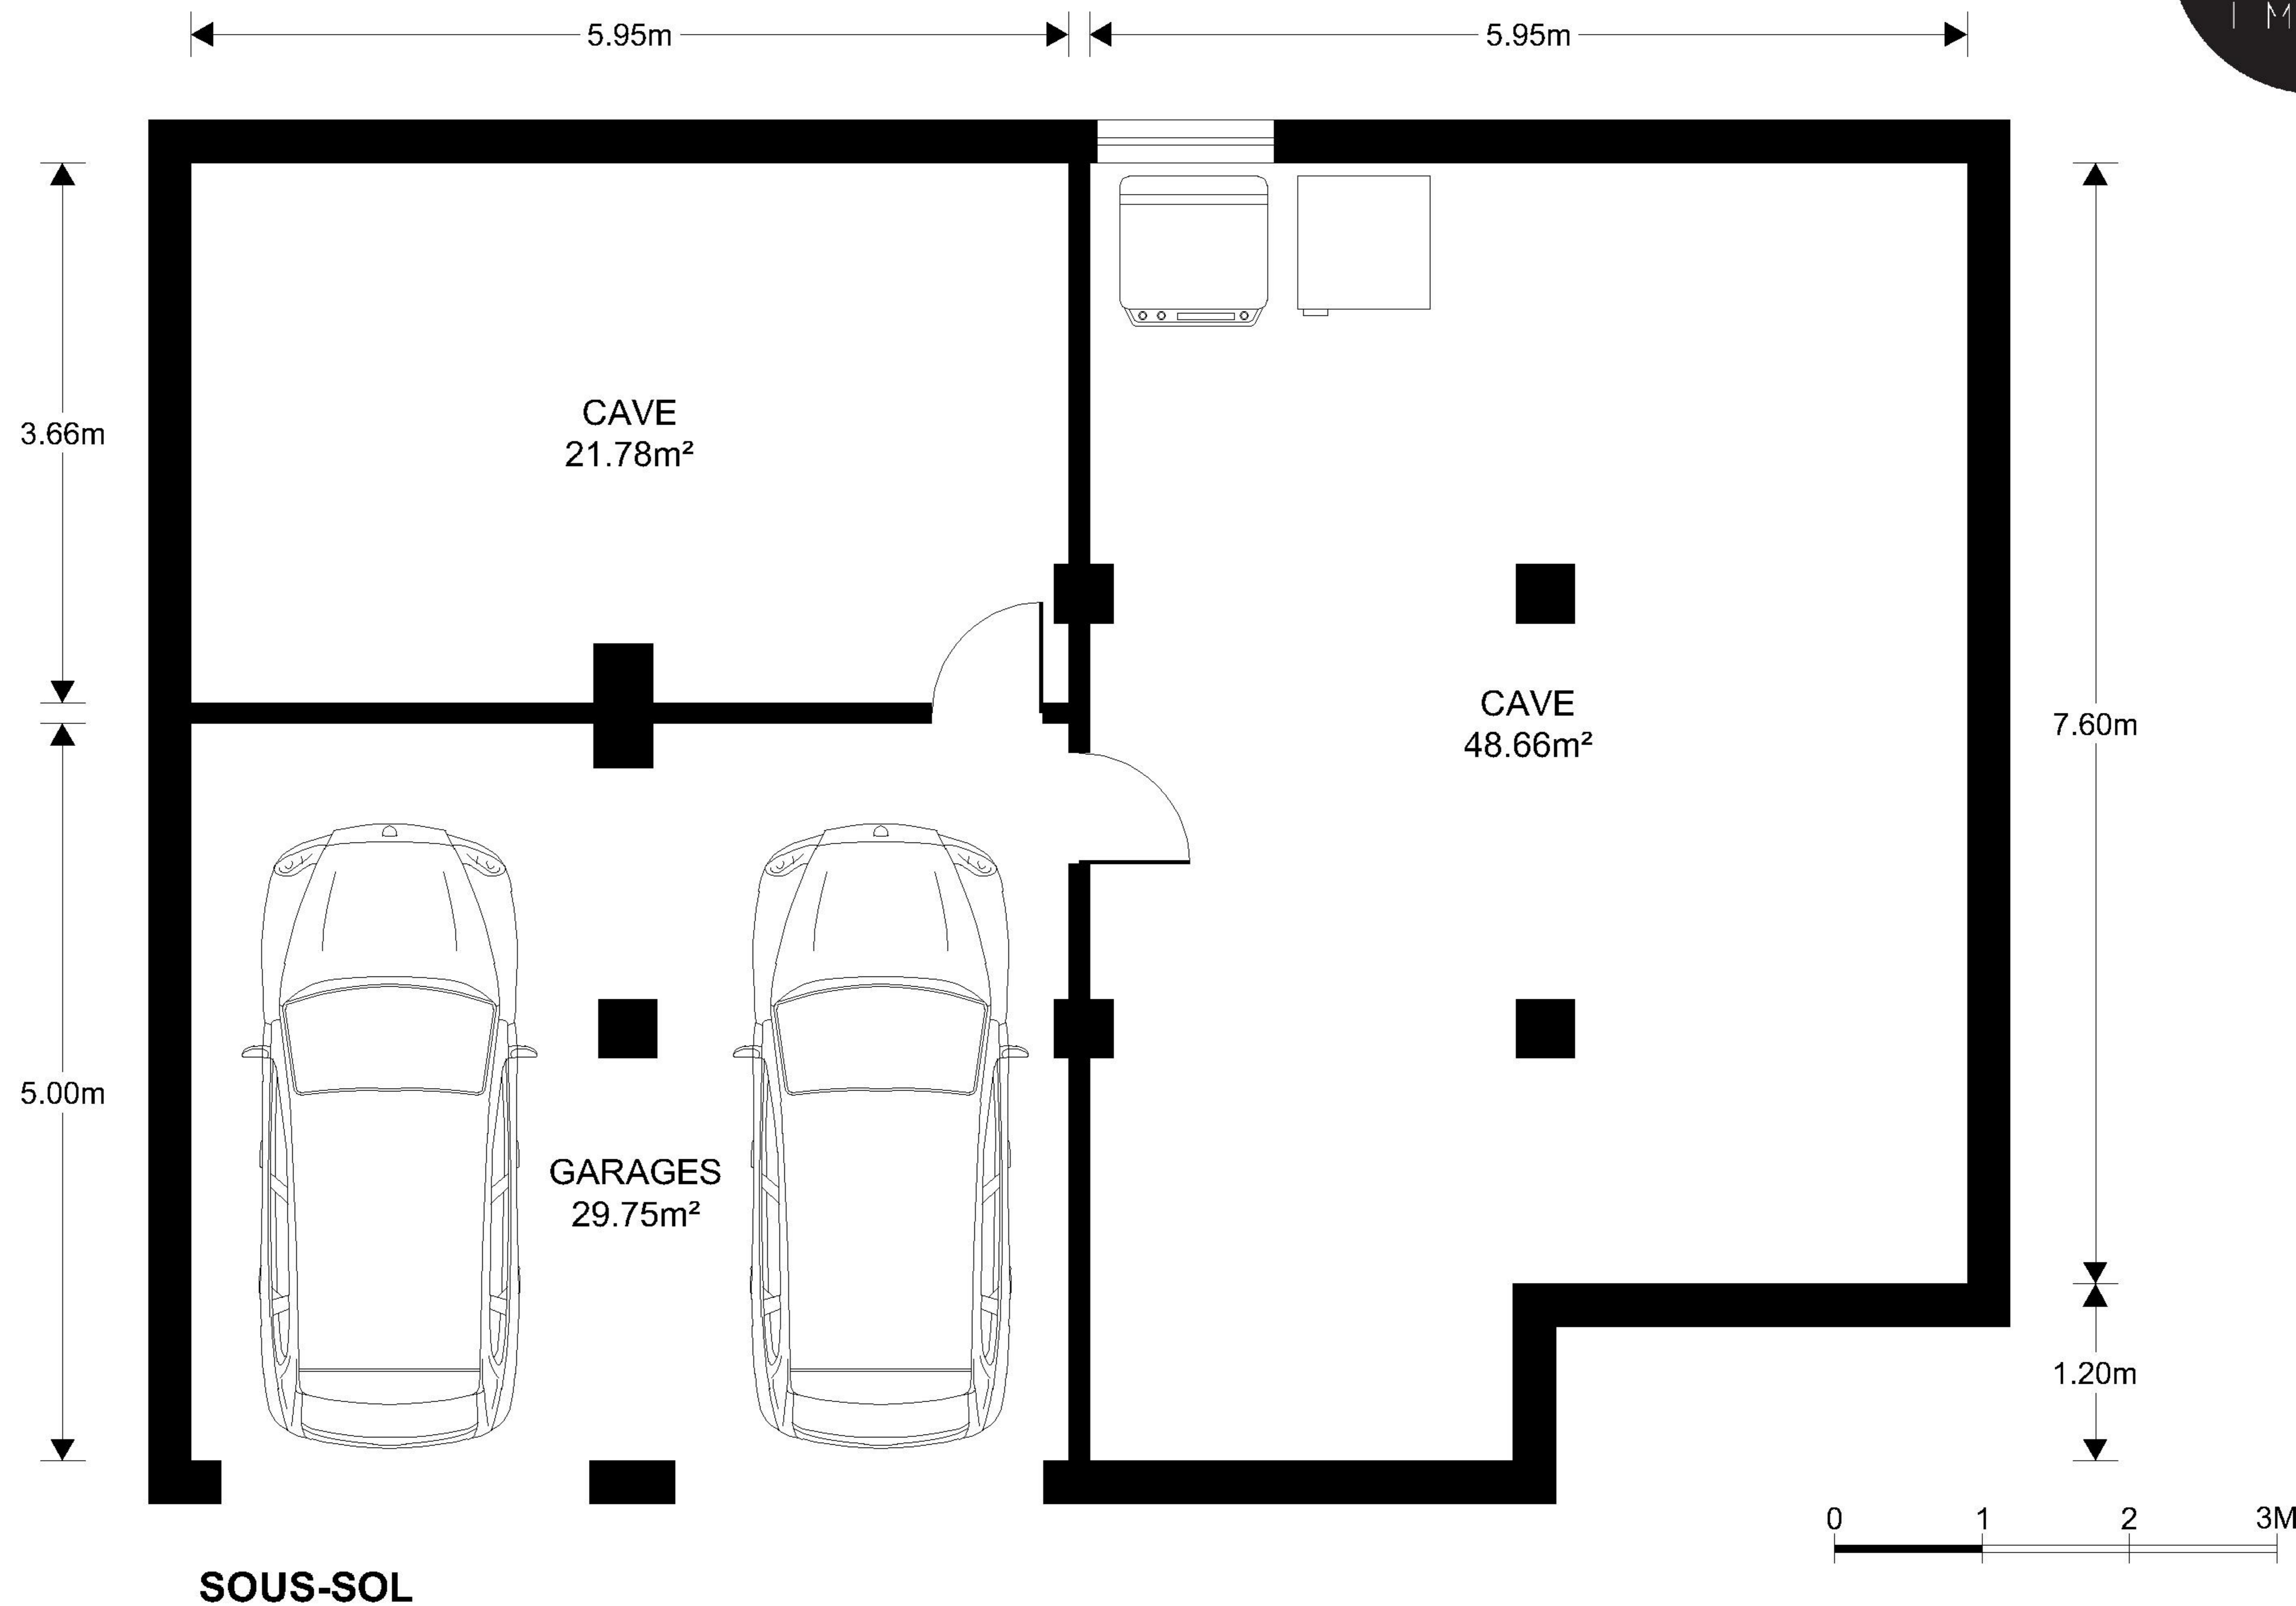 5.95m
5.95m
I M
3.66m
CAVE
21.78m²
CAVE
48.66m²
7.60m
5.00m
GARAGES
29.75m²
1.20m
0 1 2 3M
SOUS-SOL